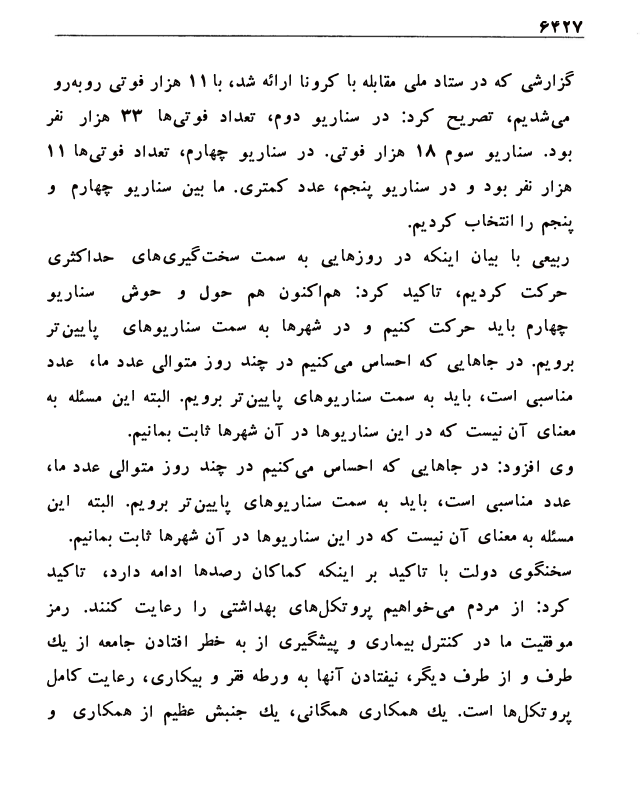 ۶۴۲۷
گزارشی که در ستاد ملی مقابله با کرونا ارائه شد، با ۱۱ هزار فوتی روبه‌رو
می‌شدیم، تصریح کرد: در سناریو دوم، تعداد فوتی‌ها ۳۳ هزار نفر
بود. سناریو سوم ۱۸ هزار فوتی. در سناریو چهارم، تعداد فوتی‌ها ۱۱
هزار نفر بود و در سناریو پنجم، عدد کمتری. ما بین سناریو چهارم و
پنجم را انتخاب کردیم.
ربیعی با بیان اینکه در روزهایی به سمت سخت‌گیری‌های حداکثری
حرکت کردیم، تاکید کرد: هم‌اکنون هم حول و حوش سناریو
چهارم باید حرکت کنیم و در شهرها به سمت سناریوهای پایین‌تر
برویم. در جاهایی که احساس می‌کنیم در چند روز متوالی عدد ما، عدد
مناسبی است، باید به سمت سناریوهای پایین‌تر برویم. البته این مسئله به
معنای آن نیست که در این سناریوها در آن شهرها ثابت بمانیم.
وی افزود: در جاهایی که احساس می‌کنیم در چند روز متوالی عدد ما،
عدد مناسبی است، باید به سمت سناریوهای پایین‌تر برویم. البته این
مسئله به معنای آن نیست که در این سناریوها در آن شهرها ثابت بمانیم.
سخنگوی دولت با تاکید بر اینکه کماکان رصدها ادامه دارد، تاکید
کرد: از مردم می‌خواهیم پروتکل‌های بهداشتی را رعایت کنند. رمز
موفقیت ما در کنترل بیماری و پیشگیری از به خطر افتادن جامعه از یك
طرف و از طرف دیگر، نیفتادن آنها به ورطه فقر و بیکاری، رعایت کامل
پروتکل‌ها است. یك همکاری همگانی، یك جنبش عظیم از همکاری و